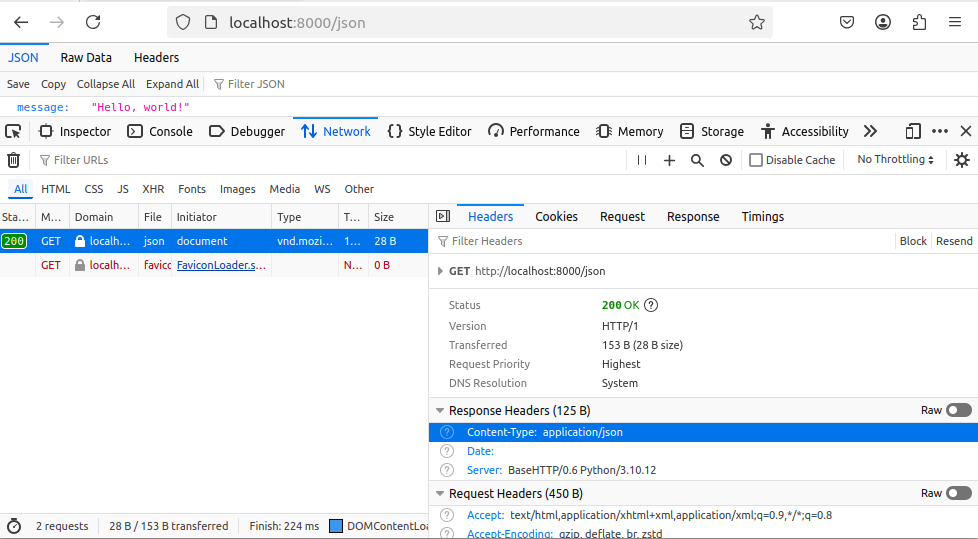 localhost:8000/json
JSON Raw Data Headers
Save Copy Collapse All Expand All Filter JSON
message: "Hello, world!"
Inspector Console Debugger Network Style Editor Performance Memory Storage Accessibility
Filter URLs Disable Cache No Throttling
All HTML CSS JS XHR Fonts Images Media WS Other
Sta... M... Domain File Initiator Type T... Size
200 GET localh... json document vnd.mozi... 1... 28 B
GET localh... favicc FaviconLoader.s... N... 0 B
Headers Cookies Request Response Timings
Filter Headers Block Resend
GET http://localhost:8000/json
Status 200 OK
Version HTTP/1
Transferred 153 B (28 B size)
Request Priority Highest
DNS Resolution System
Response Headers (125 B) Raw
Content-Type: application/json
Date:
Server: BaseHTTP/0.6 Python/3.10.12
Request Headers (450 B) Raw
Accept: text/html,application/xhtml+xml,application/xml;q=0.9,*/*;q=0.8
Accept-Encoding: gzip, deflate, br, zstd
2 requests 28 B / 153 B transferred Finish: 224 ms DOMContentLoa